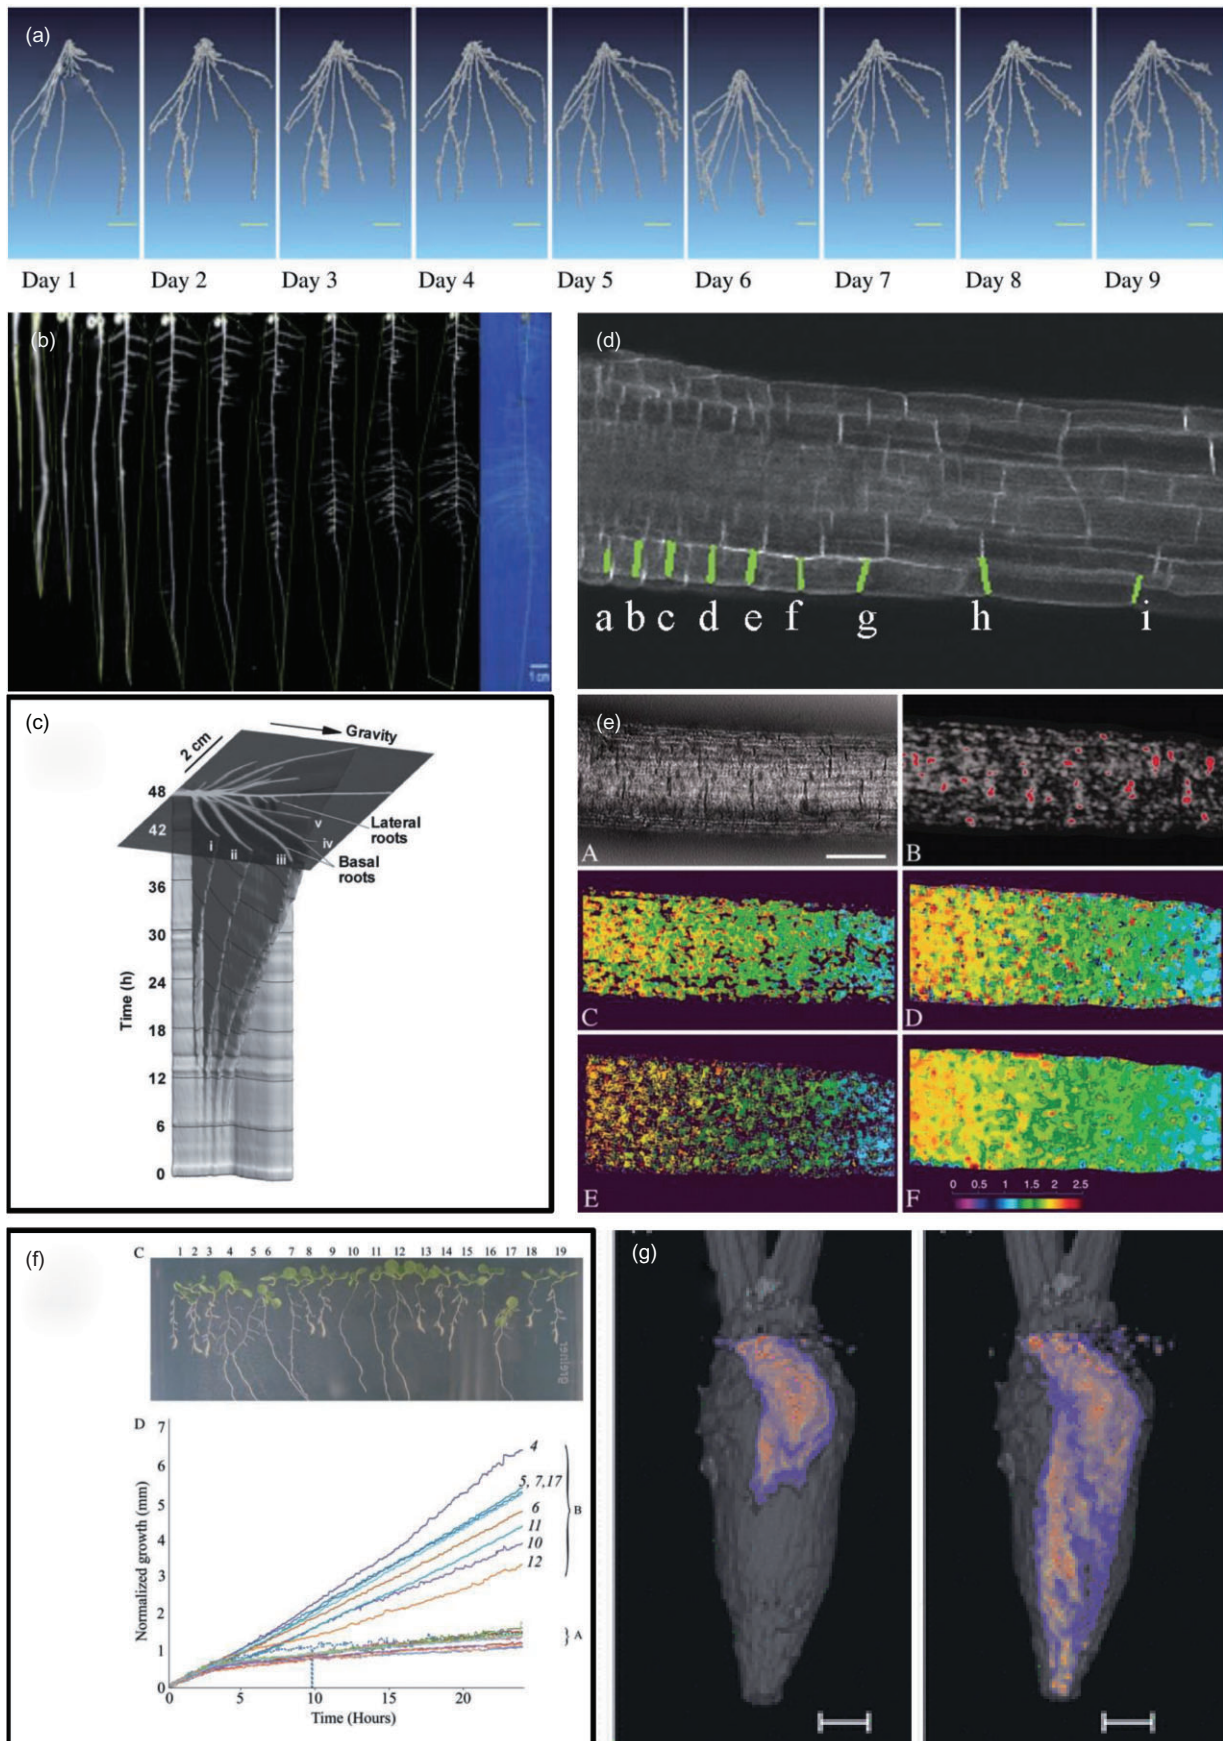 (a)
Day 1 Day 2 Day 3 Day 4 Day 5 Day 6 Day 7 Day 8 Day 9
(b)
1 cm
(d)
a b c d e f g h i
(c)
Gravity
2 cm
48
42
36
30
24
18
12
6
0
Time (h)
i ii iii iv v
Lateral
roots
Basal
roots
(e)
A B
C D
E F
0 0.5 1 1.5 2 2.5
(f)
C 1 2 3 4 5 6 7 8 9 10 11 12 13 14 15 16 17 18 19
D
7
6
5
4
3
2
1
0
Normalized growth (mm)
4
5, 7,17
6
11
10
12
B
A
0 5 10 15 20
Time (Hours)
(g)